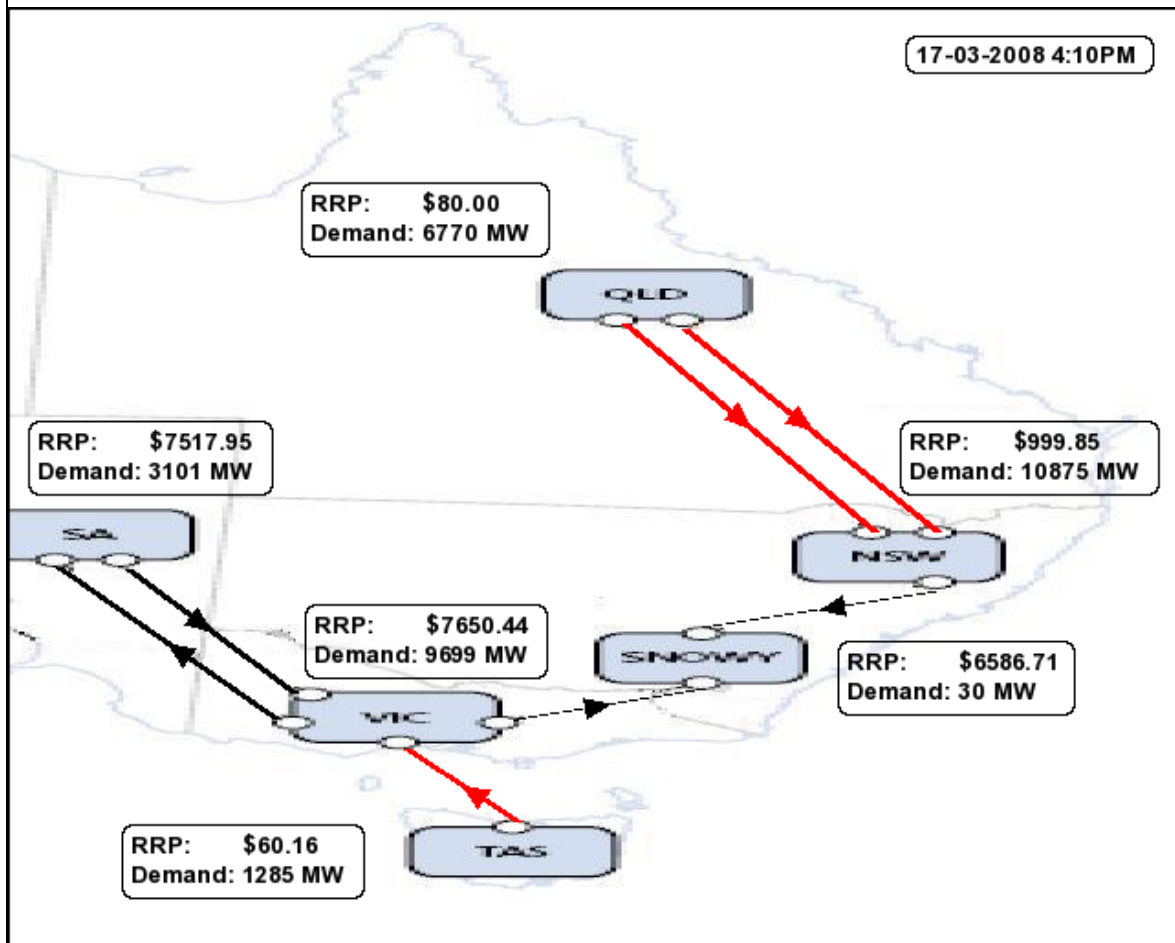 17-03-2008 4:10PM
RRP: $80.00
Demand: 6770 MW
QLD
RRP: $7517.95
Demand: 3101 MW
RRP: $999.85
Demand: 10875 MW
SA
NSW
RRP: $7650.44
Demand: 9699 MW
SNOWY
RRP: $6586.71
Demand: 30 MW
VIC
RRP: $60.16
Demand: 1285 MW
TAS